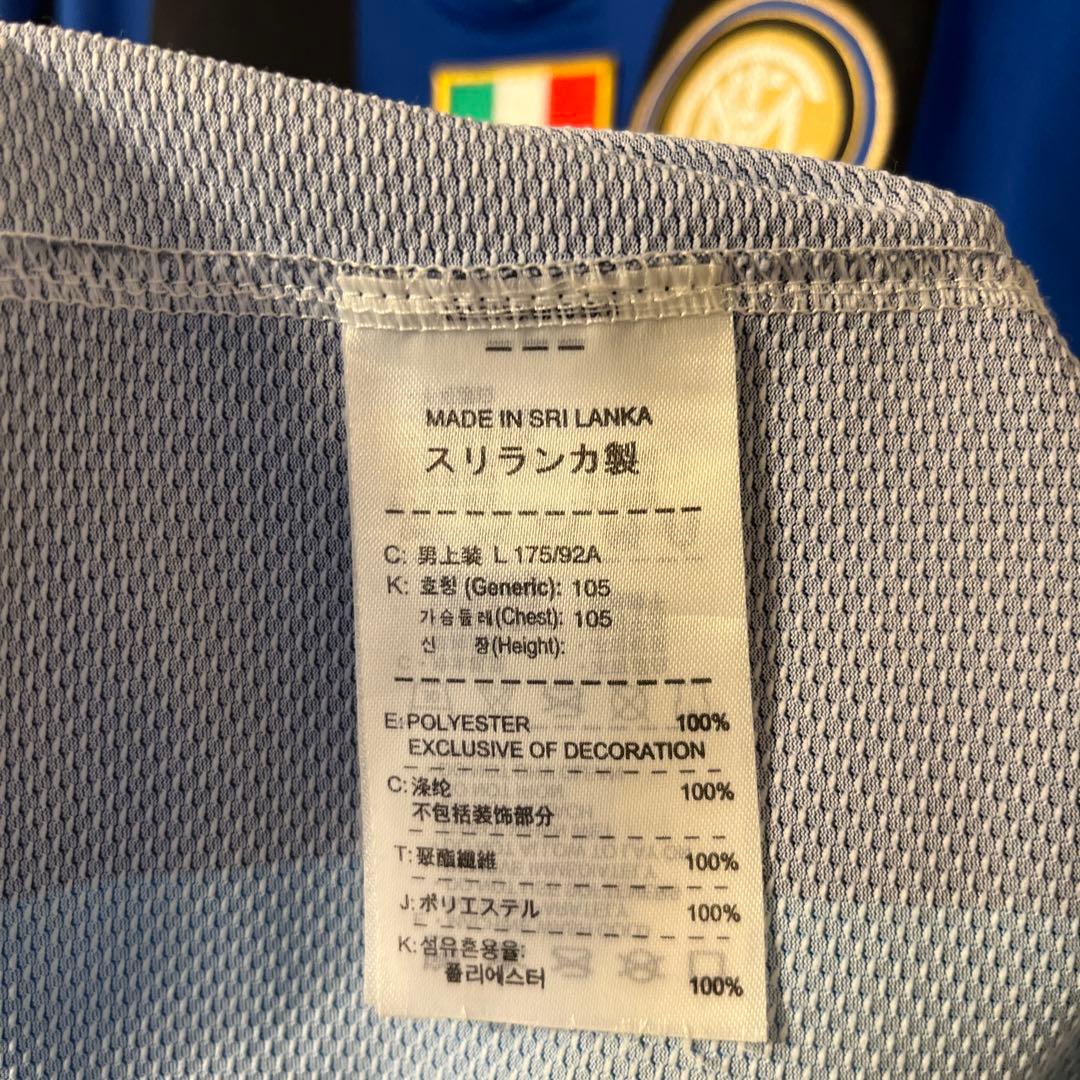 MADE IN SRI LANKA
スリランカ製
C: 男上装 L 175/92A
K: 호칭 (Generic): 105
가슴둘레(Chest): 105
신 장(Height):
E: POLYESTER 100%
EXCLUSIVE OF DECORATION
C: 涤纶 100%
不包括装饰部分
T: 聚酯纖維 100%
J: ポリエステル 100%
K: 섬유혼용율:
폴리에스터 100%